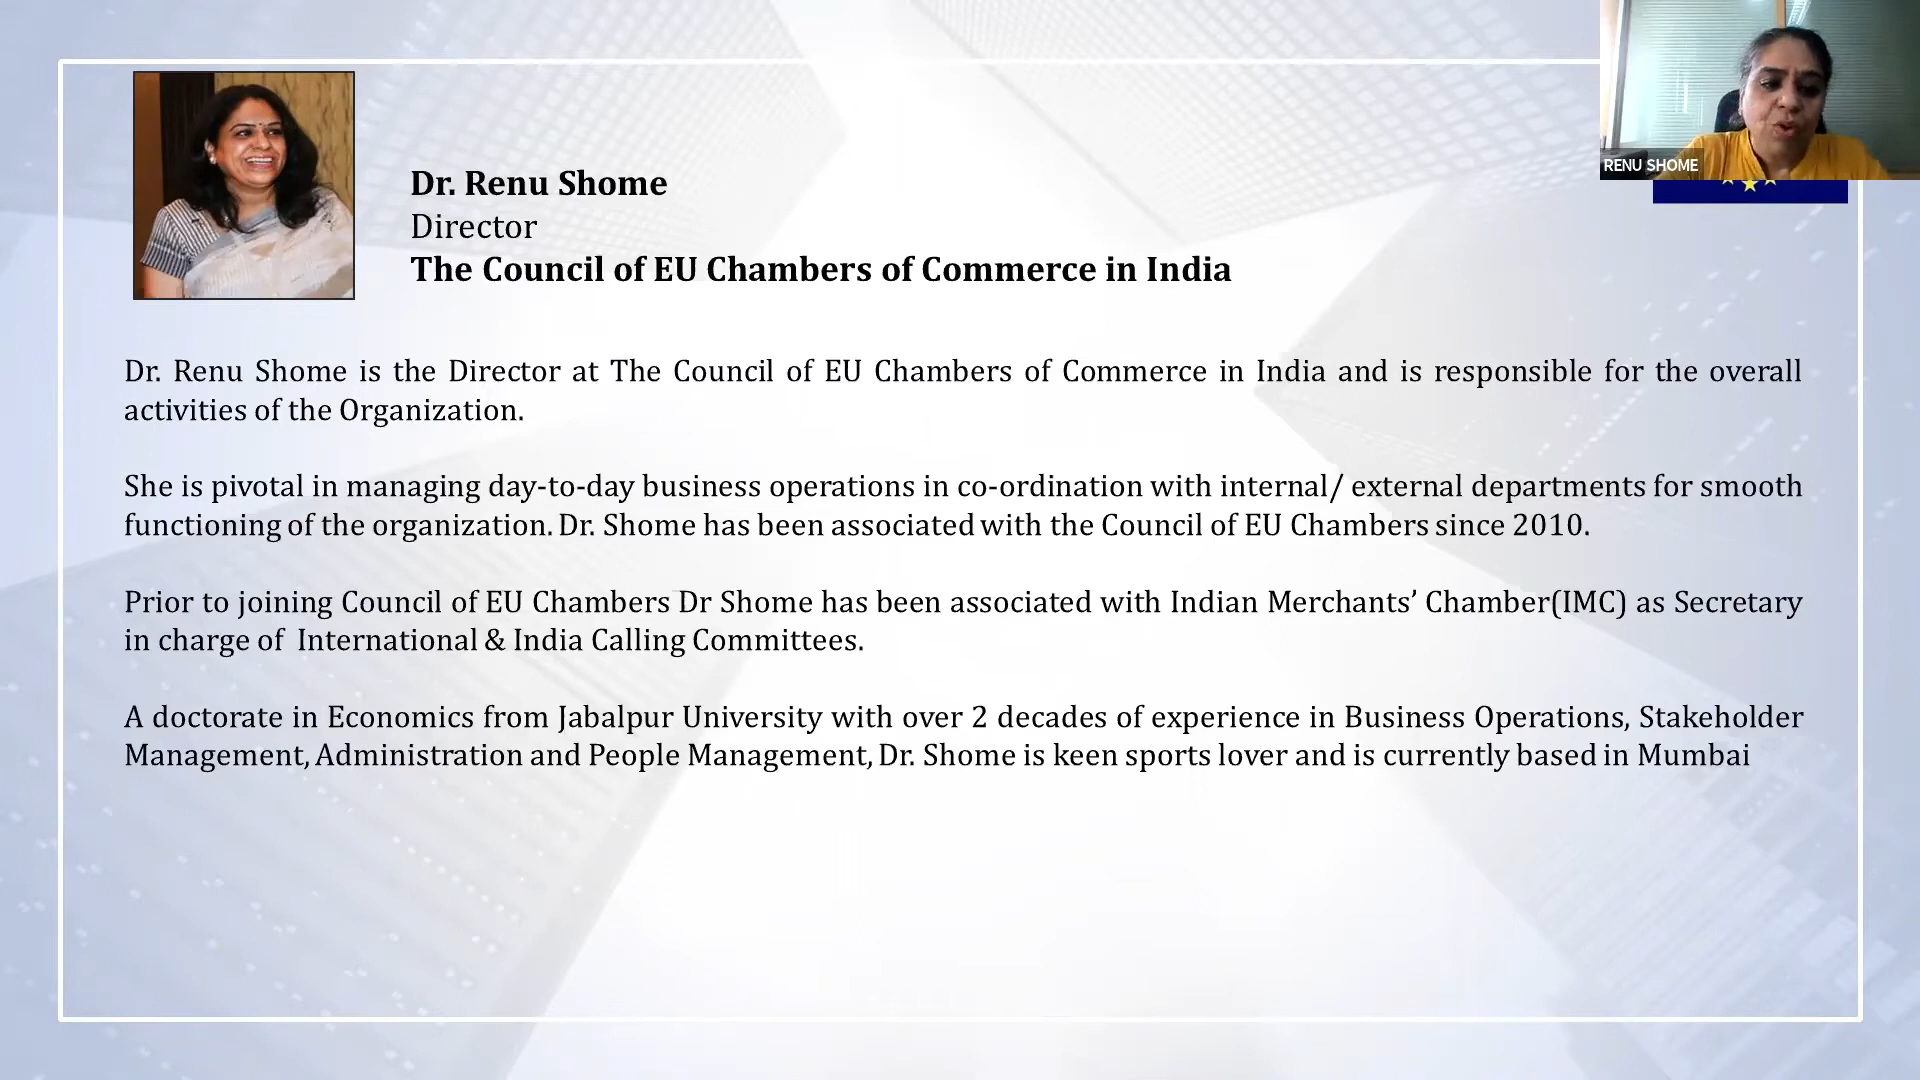 RENU SHOME
Dr. Renu Shome
Director
The Council of EU Chambers of Commerce in India
Dr. Renu Shome is the Director at The Council of EU Chambers of Commerce in India and is responsible for the overall
activities of the Organization.
She is pivotal in managing day-to-day business operations in co-ordination with internal/ external departments for smooth
functioning of the organization. Dr. Shome has been associated with the Council of EU Chambers since 2010.
Prior to joining Council of EU Chambers Dr Shome has been associated with Indian Merchants’ Chamber(IMC) as Secretary
in charge of  International & India Calling Committees.
A doctorate in Economics from Jabalpur University with over 2 decades of experience in Business Operations, Stakeholder
Management, Administration and People Management, Dr. Shome is keen sports lover and is currently based in Mumbai